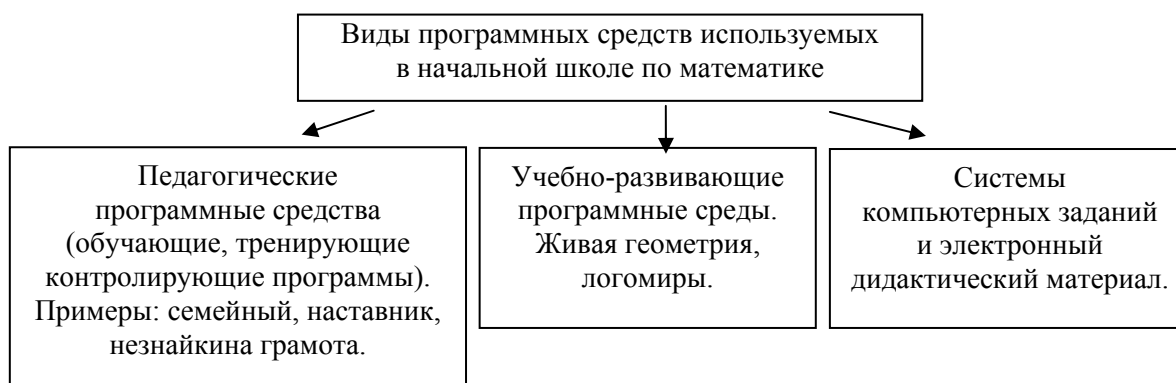 Виды программных средств используемых
в начальной школе по математике
Педагогические
программные средства
(обучающие, тренирующие
контролирующие программы).
Примеры: семейный, наставник,
незнайкина грамота.
Учебно-развивающие
программные среды.
Живая геометрия,
логомиры.
Системы
компьютерных заданий
и электронный
дидактический материал.